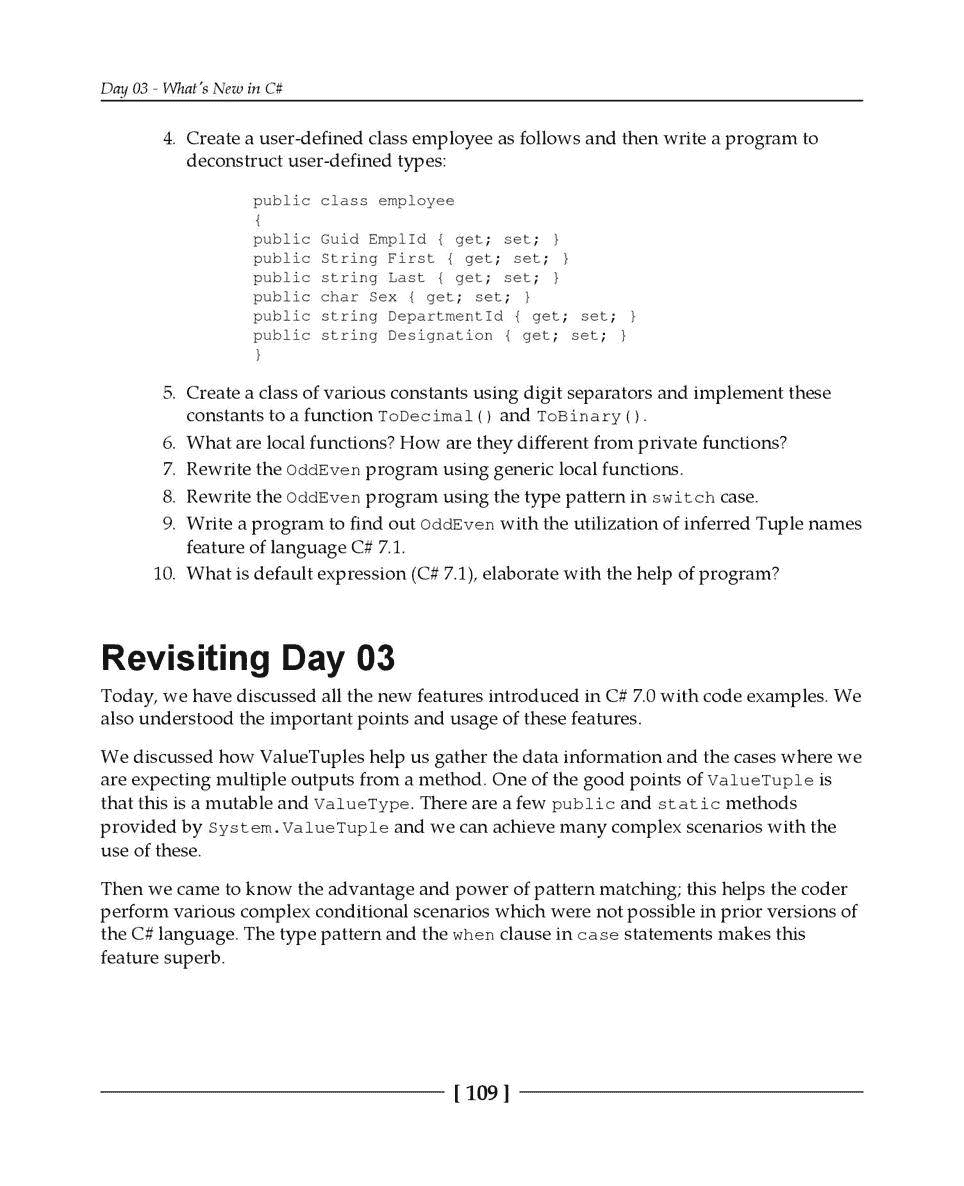 Day 03 - What's New in C#
4. Create a user-defined class employee as follows and then write a program to
deconstruct user-defined types:
public class employee
{
public Guid EmplId { get; set; }
public String First { get; set; }
public string Last { get; set; }
public char Sex { get; set; }
public string DepartmentId { get; set; }
public string Designation { get; set; }
}
5. Create a class of various constants using digit separators and implement these
constants to a function ToDecimal() and ToBinary().
6. What are local functions? How are they different from private functions?
7. Rewrite the OddEven program using generic local functions.
8. Rewrite the OddEven program using the type pattern in switch case.
9. Write a program to find out OddEven with the utilization of inferred Tuple names
feature of language C# 7.1.
10. What is default expression (C# 7.1), elaborate with the help of program?
Revisiting Day 03
Today, we have discussed all the new features introduced in C# 7.0 with code examples. We
also understood the important points and usage of these features.
We discussed how ValueTuples help us gather the data information and the cases where we
are expecting multiple outputs from a method. One of the good points of ValueTuple is
that this is a mutable and ValueType. There are a few public and static methods
provided by System.ValueTuple and we can achieve many complex scenarios with the
use of these.
Then we came to know the advantage and power of pattern matching; this helps the coder
perform various complex conditional scenarios which were not possible in prior versions of
the C# language. The type pattern and the when clause in case statements makes this
feature superb.
[ 109 ]